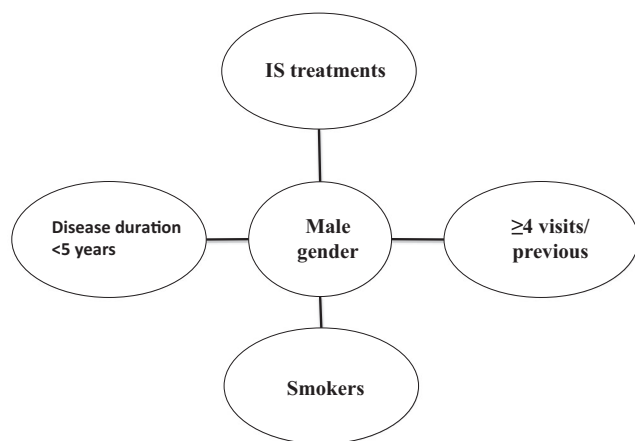 IS treatments
Disease duration
<5 years
Male
gender
≥4 visits/
previous
Smokers